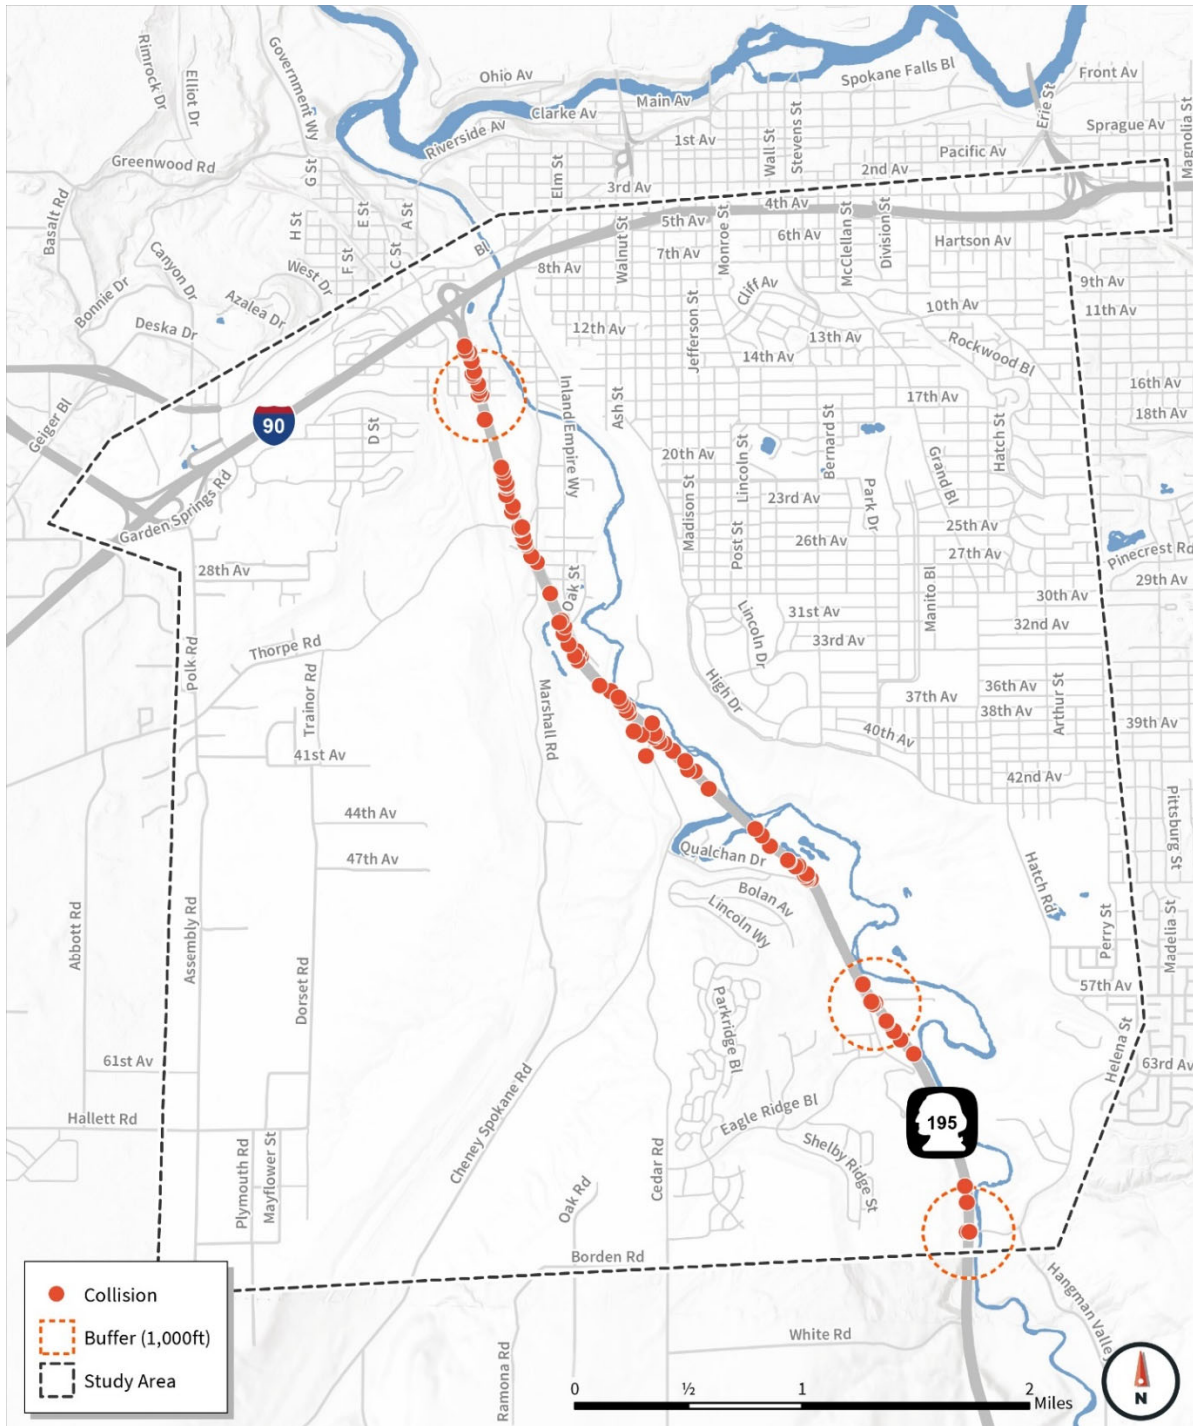 Rimrock Dr
Elliot Dr
Government Wy
Ohio Av
Clarke Av
Main Av
Spokane Falls Bl
Front Av
Erie St
Riverside Av
1st Av
Wall St
Stevens St
Sprague Av
Magnolia St
Greenwood Rd
G St
Elm St
Pacific Av
2nd Av
3rd Av
Basalt Rd
H St
E St
A St
F St
C St
4th Av
5th Av
Walnut St
Monroe St
McClellan St
Division St
6th Av
Hartson Av
7th Av
Bl
8th Av
Canyon Dr
West Dr
Bonnie Dr
Azalea Dr
Deska Dr
Cliff Av
9th Av
10th Av
11th Av
12th Av
Jefferson St
13th Av
14th Av
Rockwood Bl
Inland Empire Wy
Ash St
16th Av
17th Av
18th Av
Geiger Bl
90
D St
Lincoln St
Bernard St
Hatch St
20th Av
Grand Bl
Garden Springs Rd
Madison St
23rd Av
Park Dr
Post St
25th Av
26th Av
27th Av
Pinecrest Rd
28th Av
29th Av
Oak St
Manito Bl
30th Av
31st Av
32nd Av
Lincoln Dr
33rd Av
Polk Rd
Thorpe Rd
Trainor Rd
Marshall Rd
High Dr
36th Av
37th Av
38th Av
Arthur St
39th Av
40th Av
41st Av
42nd Av
44th Av
Pittsburg St
47th Av
Qualchan Dr
Bolan Av
Lincoln Wy
Hatch Rd
Abbott Rd
Assembly Rd
Dorset Rd
Perry St
Madelia St
57th Av
Parkridge Bl
Helena St
61st Av
63rd Av
Hallett Rd
Cheney Spokane Rd
Eagle Ridge Bl
195
Plymouth Rd
Mayflower St
Shelby Ridge St
Cedar Rd
Oak Rd
Borden Rd
Hangman Valley
White Rd
Ramona Rd
Collision
Buffer (1,000ft)
Study Area
0 ½ 1 2 Miles
N